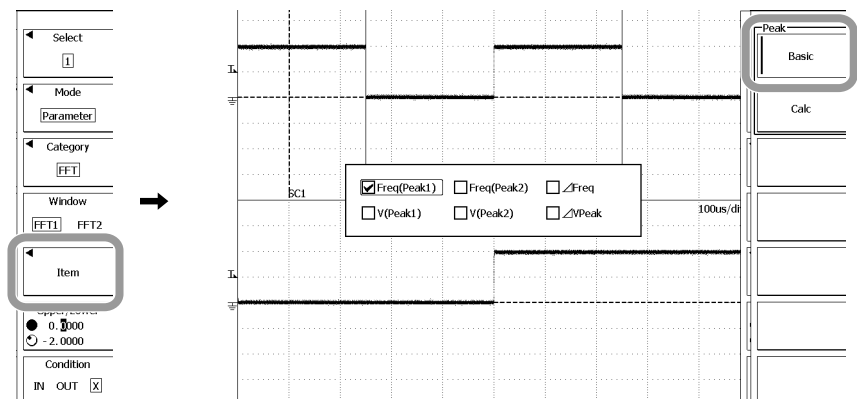 Select
1
Mode
Parameter
Category
FFT
Window
FFT1 FFT2
Item
Upper/Lower
0.0000
-2.0000
Condition
IN OUT X
T
SC1
100us/di
T
Freq(Peak1) Freq(Peak2) ⊿Freq
V(Peak1) V(Peak2) ⊿VPeak
Peak
Basic
Calc